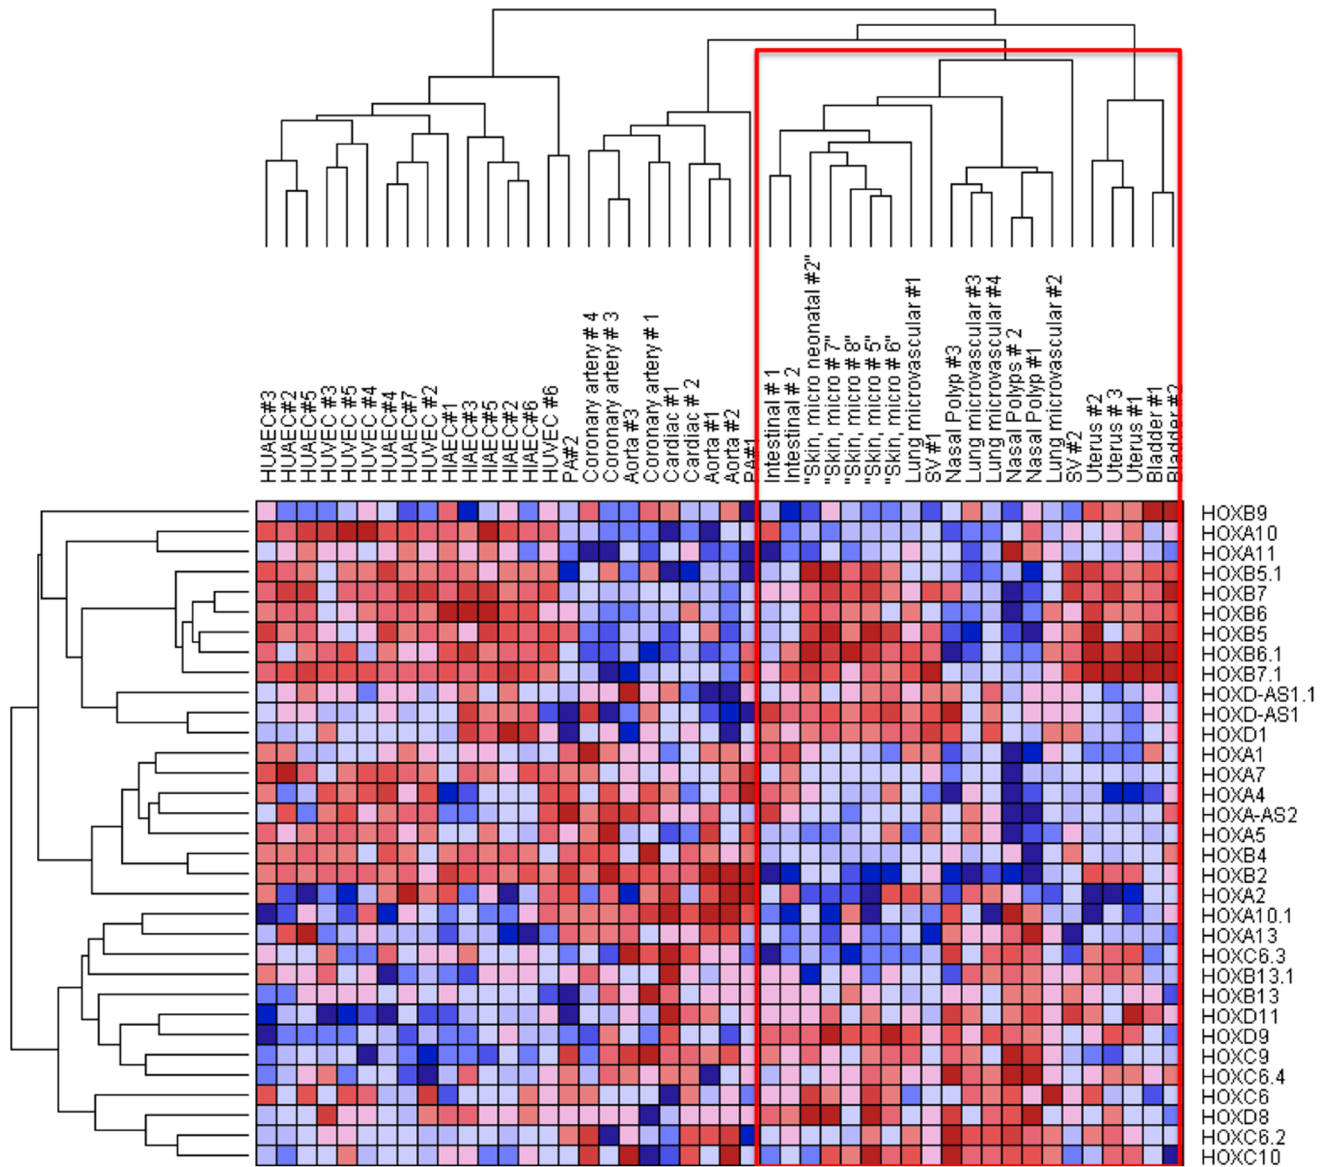 HUAEC#3
HUAEC#2
HUAEC#5
HUVEC #3
HUVEC #5
HUVEC #4
HUAEC#4
HUAEC#7
HUVEC #2
HIAEC#1
HIAEC#3
HIAEC#5
HIAEC#2
HIAEC#6
HUVEC #6
PA#2
Coronary artery # 4
Coronary artery # 3
Aorta #3
Coronary artery # 1
Cardiac #1
Cardiac # 2
Aorta #1
Aorta #2
PA#1
Intestinal # 1
Intestinal # 2
"Skin, micro neonatal #2"
"Skin, micro # 7"
"Skin, micro #8"
"Skin, micro # 5"
"Skin, micro #6"
Lung microvascular #1
SV #1
Nasal Polyp #3
Lung microvascular #3
Lung microvascular #4
Nasal Polyps # 2
Nasal Polyp #1
Lung microvascular #2
SV #2
Uterus #2
Uterus # 3
Uterus #1
Bladder #1
Bladder #2
HOXB9
HOXA10
HOXA11
HOXB5.1
HOXB7
HOXB6
HOXB5
HOXB6.1
HOXB7.1
HOXD-AS1.1
HOXD-AS1
HOXD1
HOXA1
HOXA7
HOXA4
HOXA-AS2
HOXA5
HOXB4
HOXB2
HOXA2
HOXA10.1
HOXA13
HOXC6.3
HOXB13.1
HOXB13
HOXD11
HOXD9
HOXC9
HOXC6.4
HOXC6
HOXD8
HOXC6.2
HOXC10